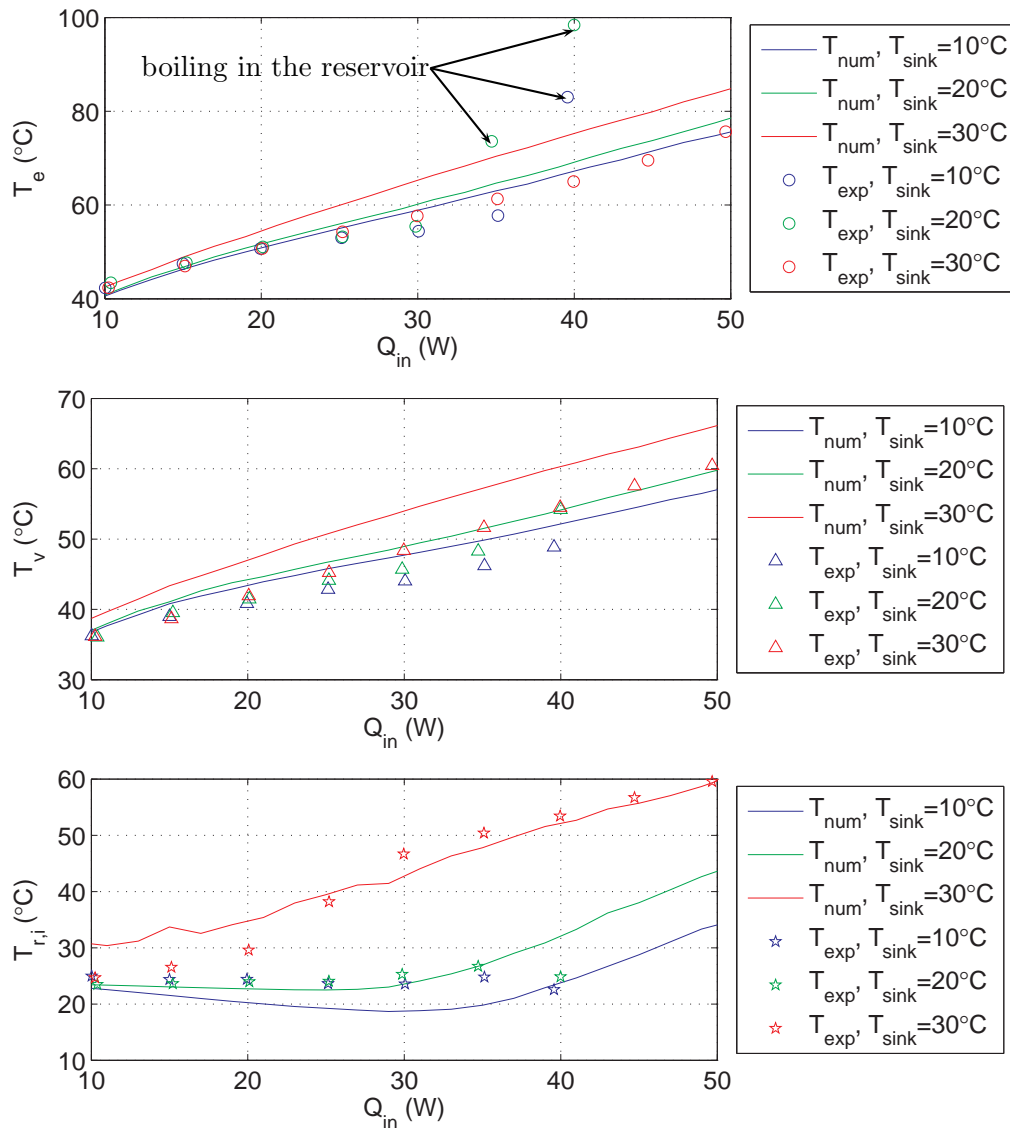 100
80
60
40
T_e (°C)
boiling in the reservoir
10 20 30 40 50
Q_in (W)
T_num, T_sink=10°C
T_num, T_sink=20°C
T_num, T_sink=30°C
T_exp, T_sink=10°C
T_exp, T_sink=20°C
T_exp, T_sink=30°C
70
60
50
40
30
T_v (°C)
10 20 30 40 50
Q_in (W)
T_num, T_sink=10°C
T_num, T_sink=20°C
T_num, T_sink=30°C
T_exp, T_sink=10°C
T_exp, T_sink=20°C
T_exp, T_sink=30°C
60
50
40
30
20
10
T_r,i (°C)
10 20 30 40 50
Q_in (W)
T_num, T_sink=10°C
T_num, T_sink=20°C
T_num, T_sink=30°C
T_exp, T_sink=10°C
T_exp, T_sink=20°C
T_exp, T_sink=30°C